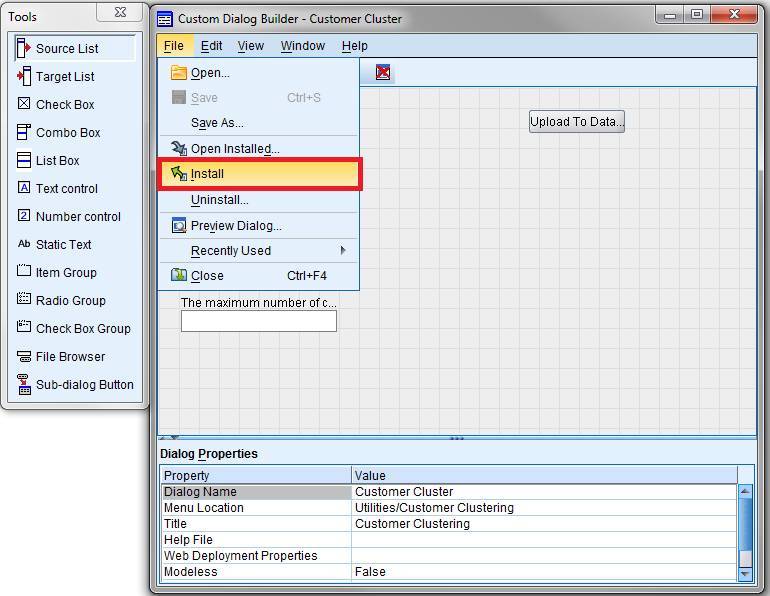 Tools
Source List
Target List
Check Box
Combo Box
List Box
Text control
Number control
Static Text
Item Group
Radio Group
Check Box Group
File Browser
Sub-dialog Button
Custom Dialog Builder - Customer Cluster
File Edit View Window Help
Open...
Save Ctrl+S
Save As...
Open Installed...
Install
Uninstall...
Preview Dialog...
Recently Used
Close Ctrl+F4
Upload To Data...
The maximum number of c...
Dialog Properties
Property Value
Dialog Name Customer Cluster
Menu Location Utilities/Customer Clustering
Title Customer Clustering
Help File
Web Deployment Properties
Modeless False